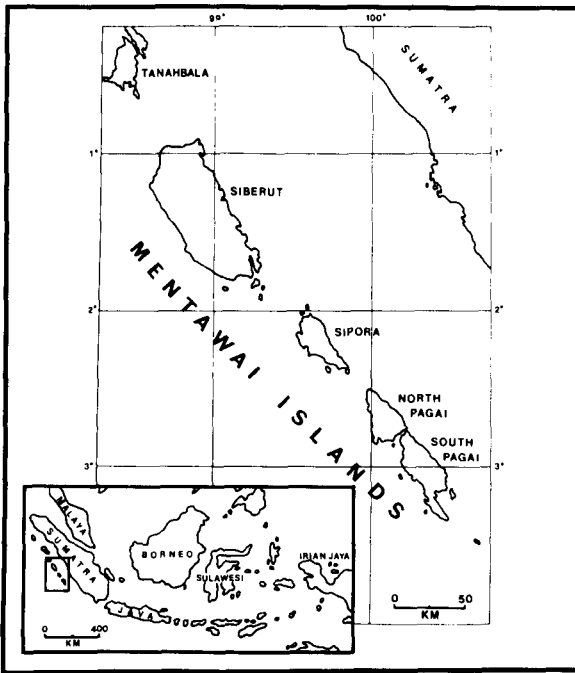 99° 100°
TANAHBALA
SUMATRA
1° 1°
SIBERUT
MENTAWAI ISLANDS
2° 2°
SIPORA
NORTH
PAGAI
SOUTH
PAGAI
3° 3°
MALAYA
SUMATRA
BORNEO
SULAWESI
IRIAN JAYA
JAVA
0 400
KM
0 50
KM